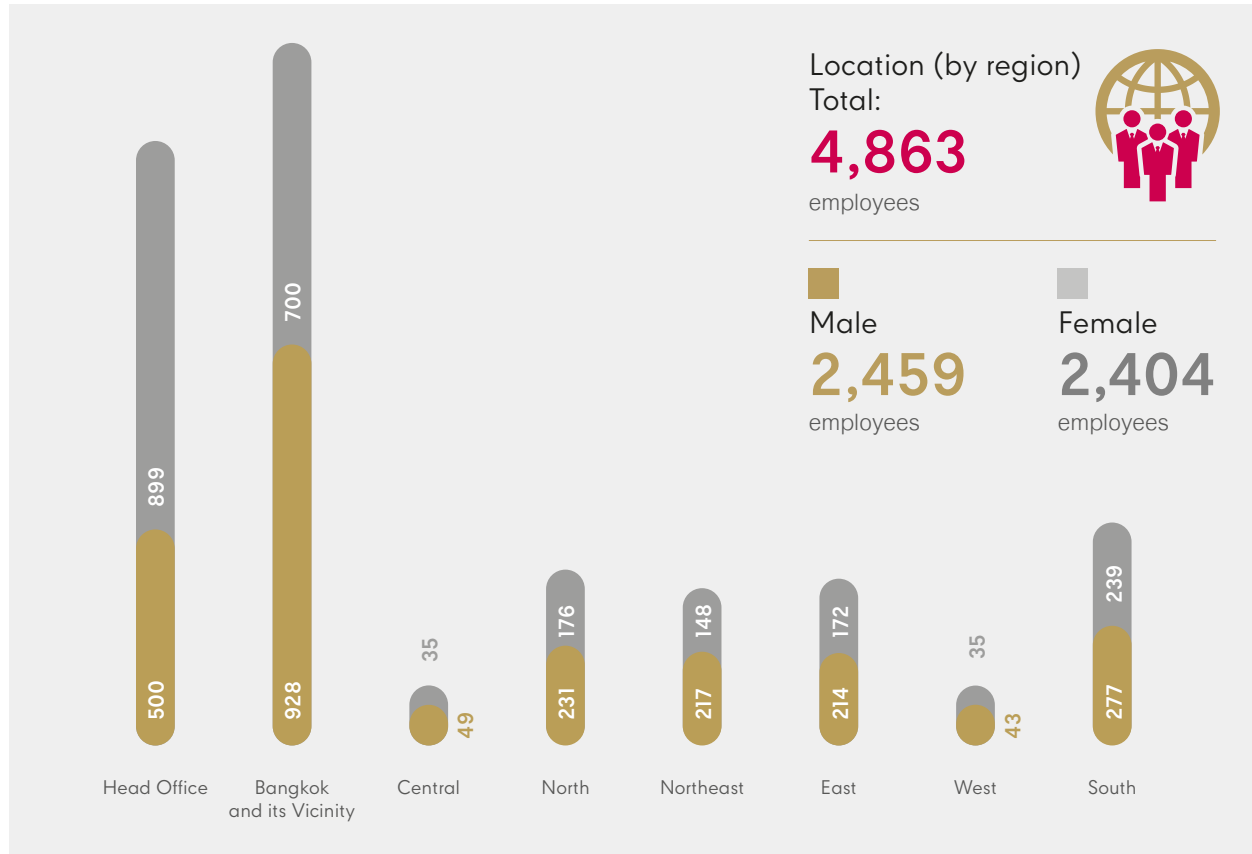 Location (by region)
Total:
4,863
employees
Male
2,459
employees
Female
2,404
employees
899
500
700
928
35
49
176
231
148
217
172
214
35
43
239
277
Head Office
Bangkok
and its Vicinity
Central
North
Northeast
East
West
South